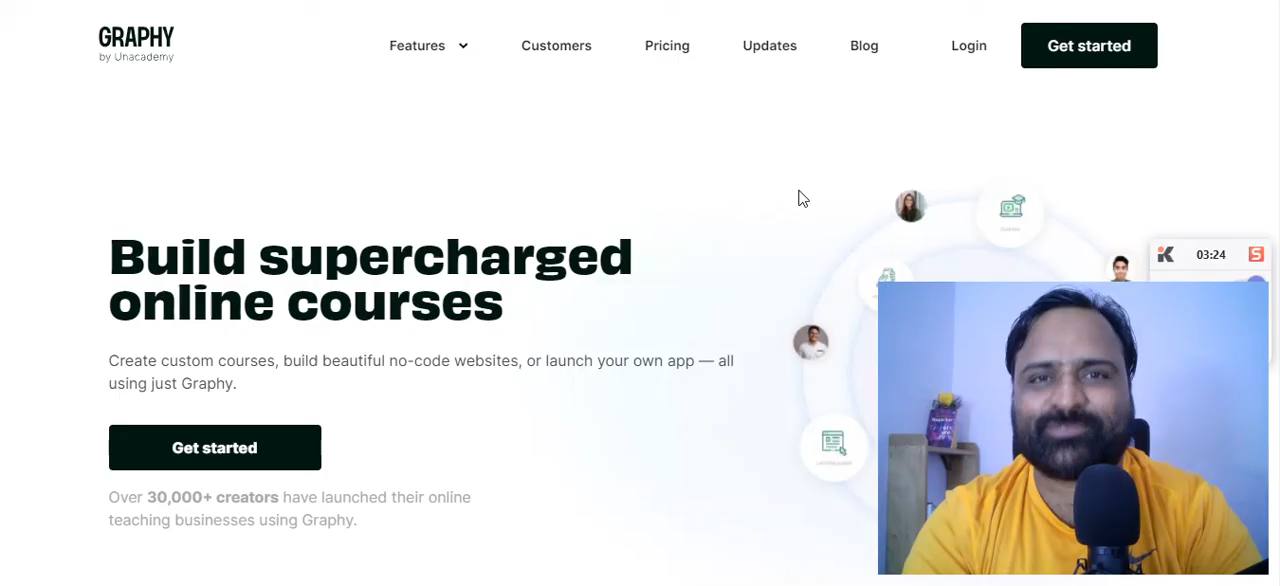 GRAPHY
by Unacademy
Features
Customers
Pricing
Updates
Blog
Login
Get started
Build supercharged
online courses
Create custom courses, build beautiful no-code websites, or launch your own app — all
using just Graphy.
Get started
Over 30,000+ creators have launched their online
teaching businesses using Graphy.
03:24